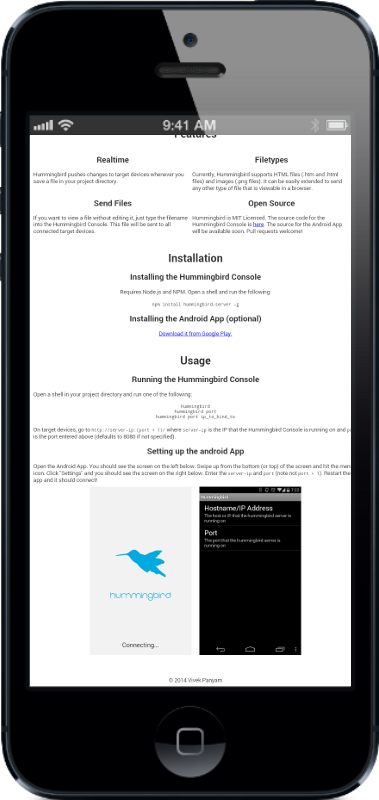 9:41 AM
Features
Realtime
Filetypes
Hummingbird pushes changes to target devices whenever you
save a file in your project directory.
Currently, Hummingbird supports HTML files (.htm and .html
files) and images (.png files). It can be easily extended to send
any other type of file that is viewable in a browser.
Send Files
Open Source
If you want to view a file without editing it, just type the filename
into the Hummingbird Console. This file will be sent to all
connected target devices.
Hummingbird is MIT Licensed. The source code for the
Hummingbird Console is here. The source for the Android App
will be available soon. Pull requests welcome!
Installation
Installing the Hummingbird Console
Requires Node.js and NPM. Open a shell and run the following:
npm install hummingbird-server -g
Installing the Android App (optional)
Download it from Google Play.
Usage
Running the Hummingbird Console
Open a shell in your project directory and run one of the following:
hummingbird
hummingbird port
hummingbird port ip_to_bind_to
On target devices, go to http://server-ip:(port + 1)/ where server-ip is the IP that the Hummingbird Console is running on and
is the port entered above (defaults to 8080 if not specified).
Setting up the android App
Open the Android App. You should see the screen on the left below. Swipe up from the bottom (or top) of the screen and hit the
icon. Click "Settings" and you should see the screen on the right below. Enter the server-ip and port (note not port + 1). Restart the
app and it should connect!
hummingbird
Connecting...
Hummingbird
Hostname/IP Address
The host or IP that the hummingbird server is
running on
Port
The port that the hummingbird server is
running on
© 2014 Vivek Panyam